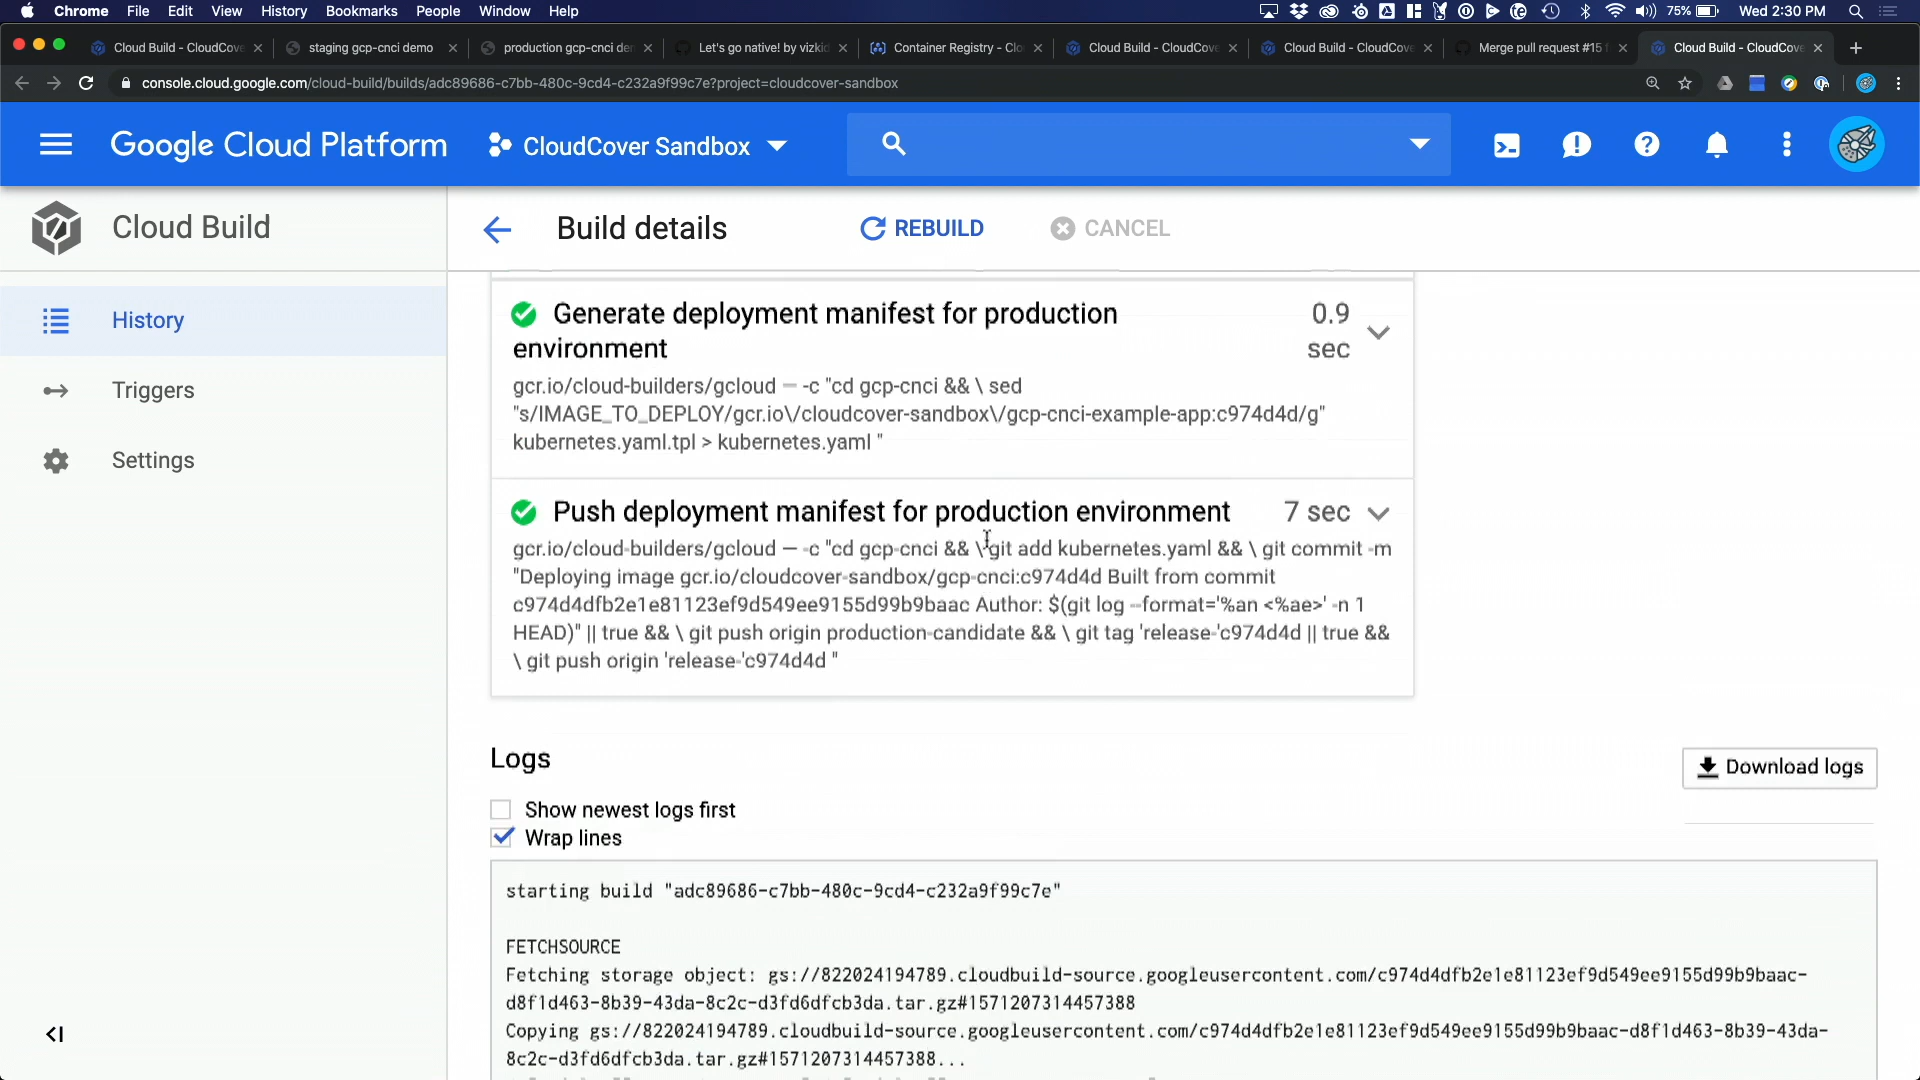 Chrome File Edit View History Bookmarks People Window Help 75% Wed 2:30 PM
Cloud Build - CloudCove staging gcp-cnci demo production gcp-cnci den Let's go native! by vizkid Container Registry - Clo Cloud Build - CloudCove Cloud Build - CloudCove Merge pull request #15 f Cloud Build - CloudCove
console.cloud.google.com/cloud-build/builds/adc89686-c7bb-480c-9cd4-c232a9f99c7e?project=cloudcover-sandbox
Google Cloud Platform CloudCover Sandbox
Cloud Build Build details REBUILD CANCEL
History
Triggers
Settings
Generate deployment manifest for production 0.9
environment sec
gcr.io/cloud-builders/gcloud — -c "cd gcp-cnci && \ sed
"s/IMAGE_TO_DEPLOY/gcr.io\/cloudcover-sandbox\/gcp-cnci-example-app:c974d4d/g"
kubernetes.yaml.tpl > kubernetes.yaml "
Push deployment manifest for production environment 7 sec
gcr.io/cloud-builders/gcloud — -c "cd gcp-cnci && \ git add kubernetes.yaml && \ git commit -m
"Deploying image gcr.io/cloudcover-sandbox/gcp-cnci:c974d4d Built from commit
c974d4dfb2e1e81123ef9d549ee9155d99b9baac Author: $(git log --format='%an <%ae>' -n 1
HEAD)" || true && \ git push origin production-candidate && \ git tag 'release-'c974d4d || true &&
\ git push origin 'release-'c974d4d "
Logs
Download logs
Show newest logs first
Wrap lines
starting build "adc89686-c7bb-480c-9cd4-c232a9f99c7e"
FETCHSOURCE
Fetching storage object: gs://822024194789.cloudbuild-source.googleusercontent.com/c974d4dfb2e1e81123ef9d549ee9155d99b9baac-
d8f1d463-8b39-43da-8c2c-d3fd6dfcb3da.tar.gz#1571207314457388
Copying gs://822024194789.cloudbuild-source.googleusercontent.com/c974d4dfb2e1e81123ef9d549ee9155d99b9baac-d8f1d463-8b39-43da-
8c2c-d3fd6dfcb3da.tar.gz#1571207314457388...